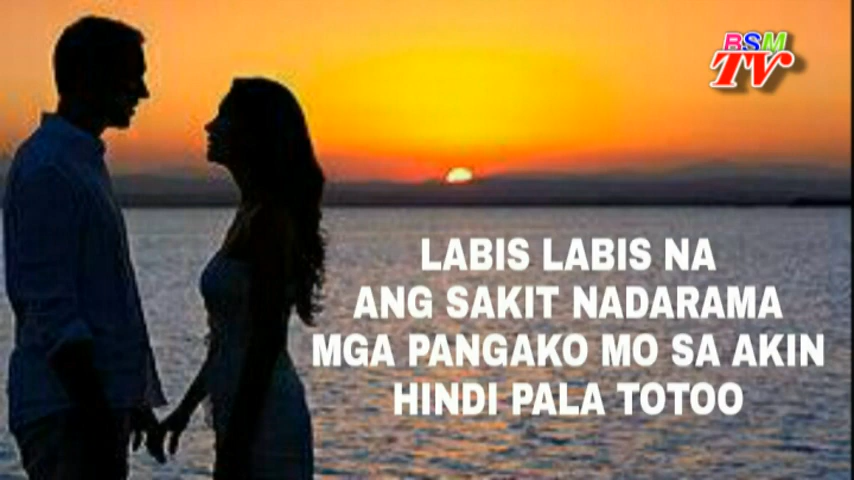 BSM
TV
LABIS LABIS NA
ANG SAKIT NADARAMA
MGA PANGAKO MO SA AKIN
HINDI PALA TOTOO